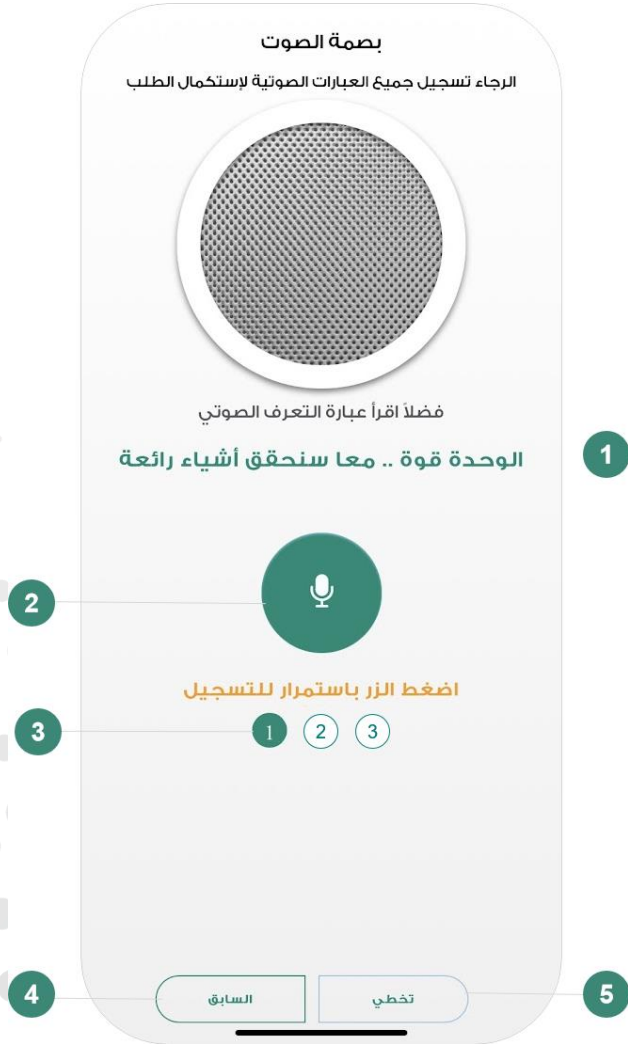 بصمة الصوت
الرجاء تسجيل جميع العبارات الصوتية لإستكمال الطلب
فضلاً اقرأ عبارة التعرف الصوتي
الوحدة قوة .. معا سنحقق أشياء رائعة
1
2
اضغط الزر باستمرار للتسجيل
3
1 2 3
4
السابق
تخطي
5